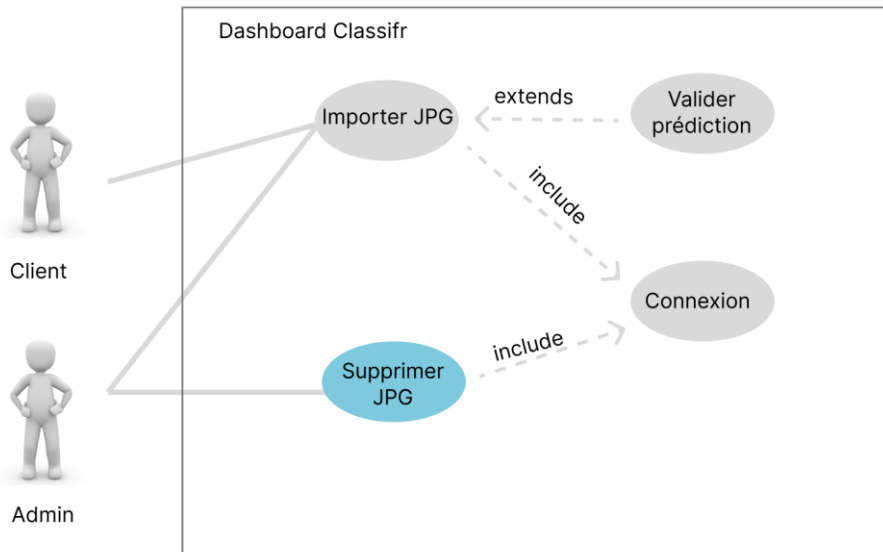 Dashboard Classifr
Importer JPG
extends
Valider
prédiction
include
Client
Connexion
Supprimer
JPG
include
Admin